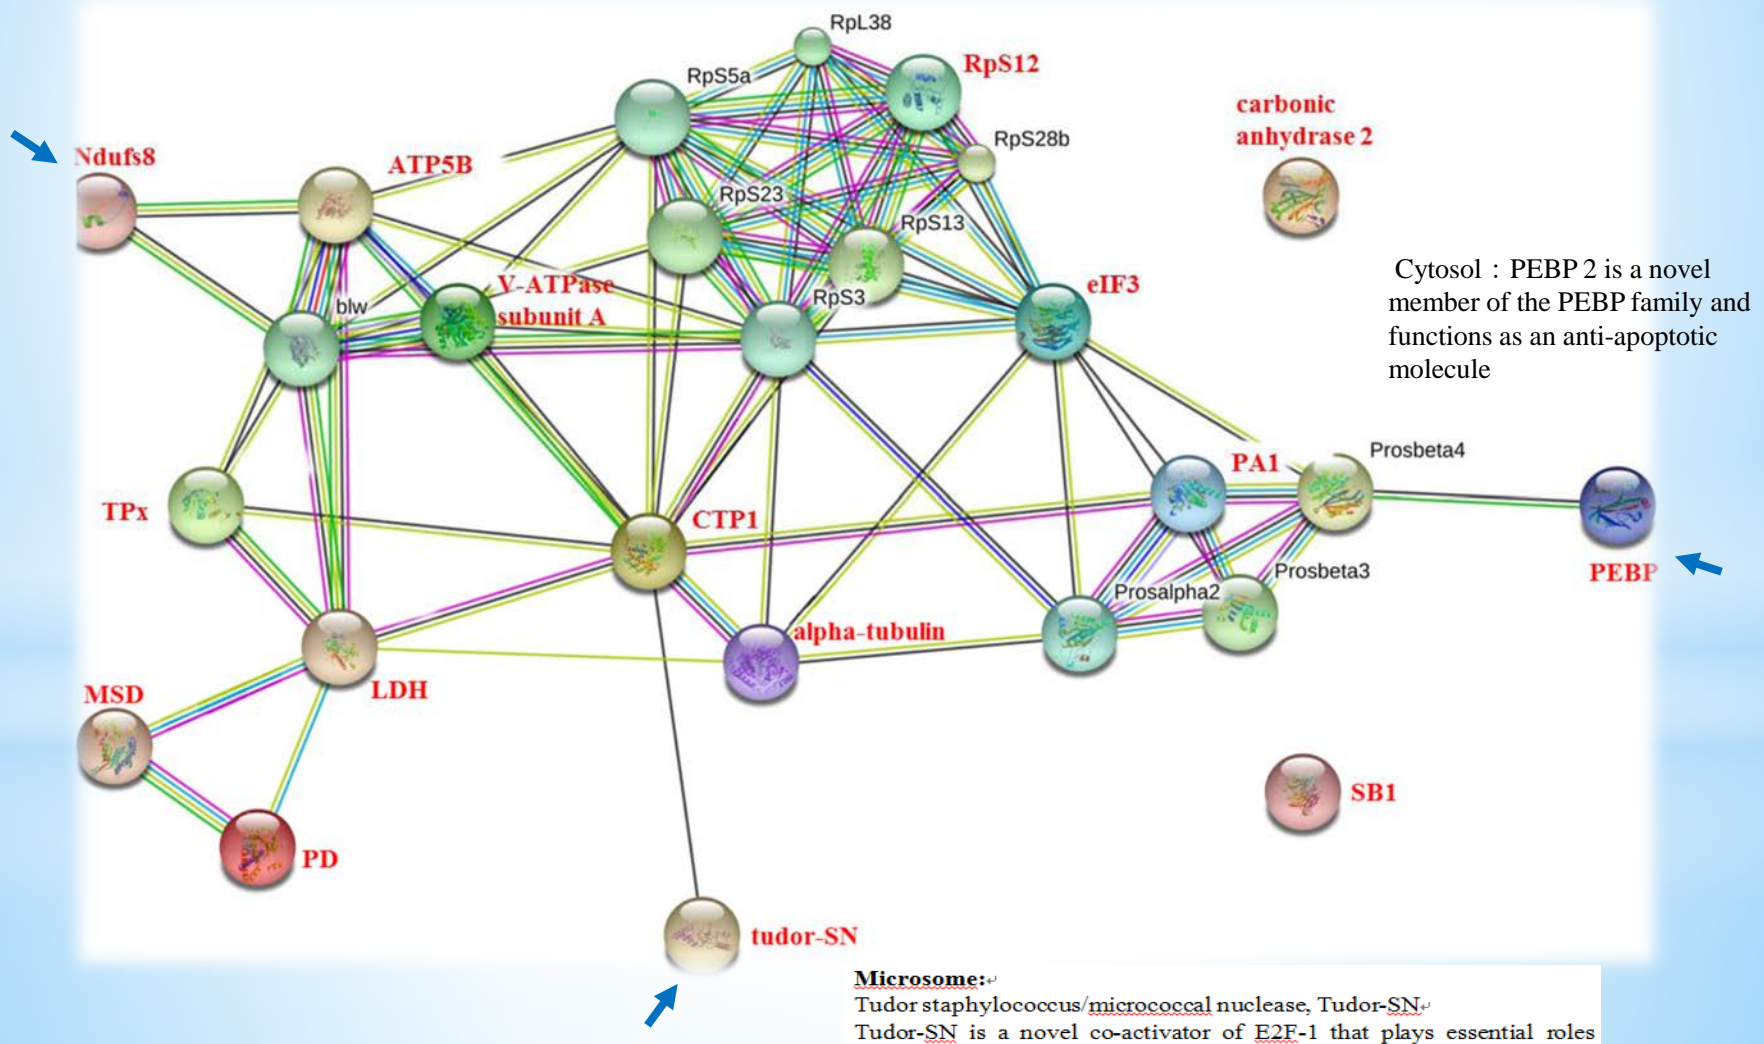 RpL38
RpS12
RpS5a
carbonic
anhydrase 2
RpS28b
Ndufs8
ATP5B
RpS23
RpS13
Cytosol：PEBP 2 is a novel
member of the PEBP family and
functions as an anti-apoptotic
molecule
V-ATPase
subunit A
eIF3
RpS3
blw
Prosbeta4
PA1
TPx
CTP1
PEBP
Prosbeta3
Prosalpha2
alpha-tubulin
LDH
MSD
SB1
PD
tudor-SN
Microsome:
Tudor staphylococcus/micrococcal nuclease, Tudor-SN
Tudor-SN is a novel co-activator of E2F-1 that plays essential roles